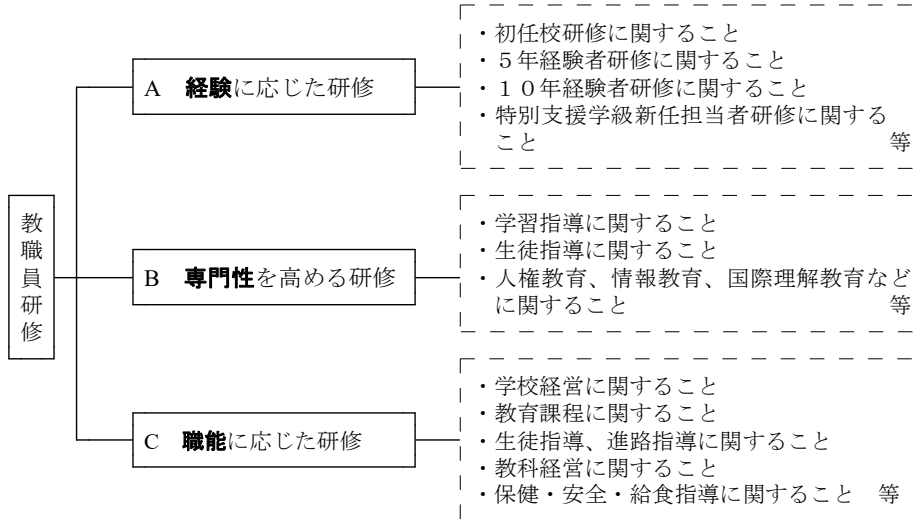 教職員研修
A 経験に応じた研修
・初任校研修に関すること
・５年経験者研修に関すること
・１０年経験者研修に関すること
・特別支援学級新任担当者研修に関する
こと 等
B 専門性を高める研修
・学習指導に関すること
・生徒指導に関すること
・人権教育、情報教育、国際理解教育など
に関すること 等
C 職能に応じた研修
・学校経営に関すること
・教育課程に関すること
・生徒指導、進路指導に関すること
・教科経営に関すること
・保健・安全・給食指導に関すること 等